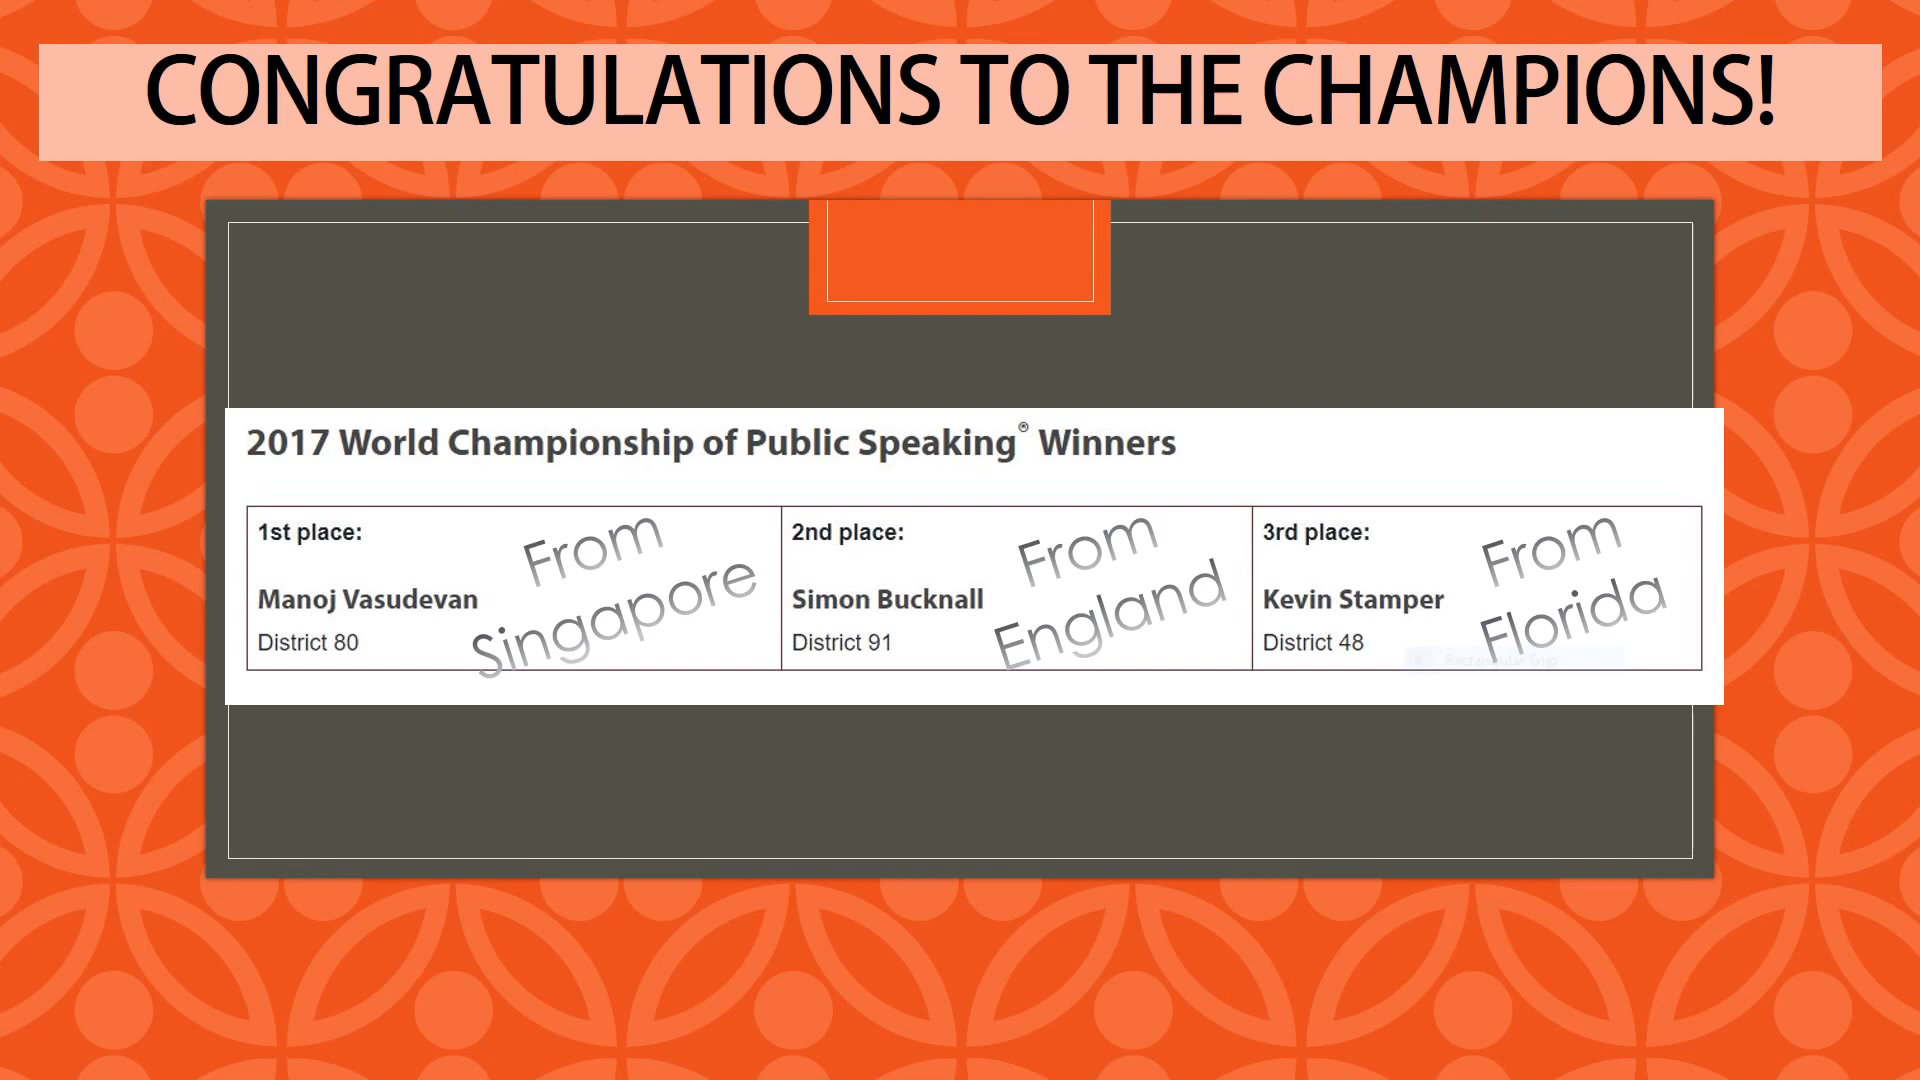 CONGRATULATIONS TO THE CHAMPIONS!
2017 World Championship of Public Speaking® Winners
1st place:
From
Singapore
Manoj Vasudevan
District 80
2nd place:
From
England
Simon Bucknall
District 91
3rd place:
From
Florida
Kevin Stamper
District 48